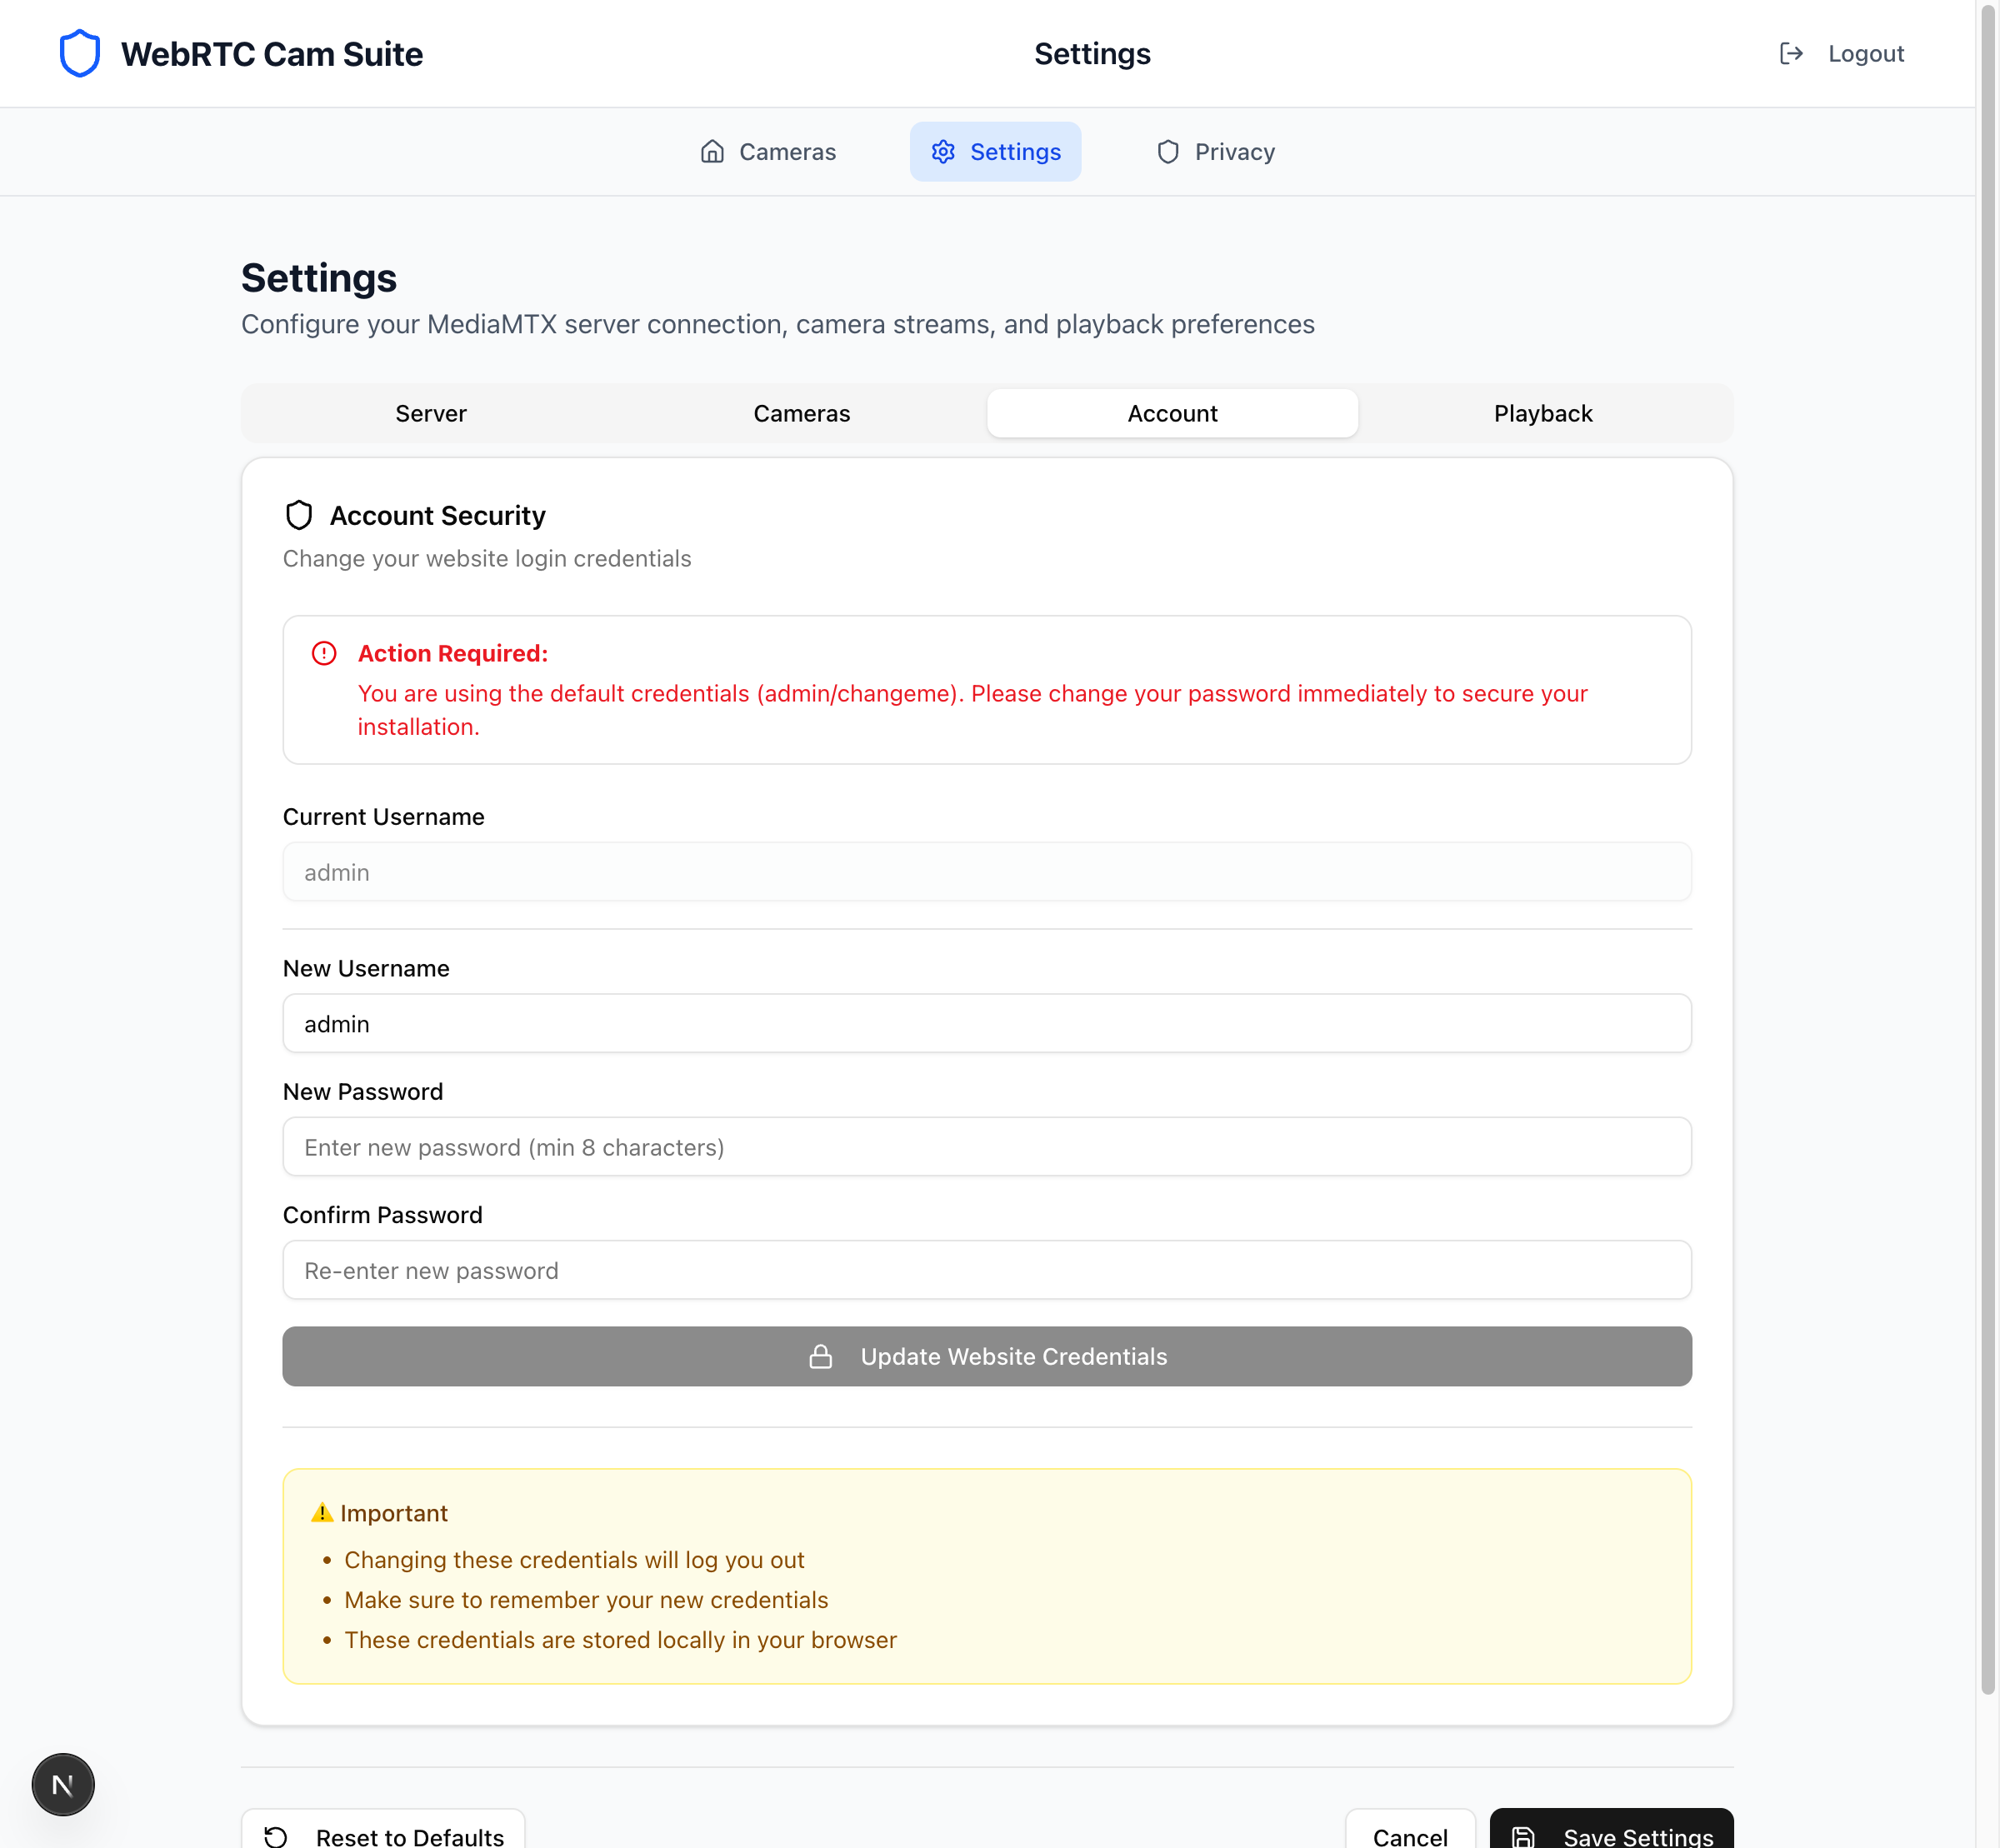 WebRTC Cam Suite
Settings
Logout
Cameras
Settings
Privacy
Settings
Configure your MediaMTX server connection, camera streams, and playback preferences
Server
Cameras
Account
Playback
Account Security
Change your website login credentials
Action Required:
You are using the default credentials (admin/changeme). Please change your password immediately to secure your
installation.
Current Username
admin
New Username
admin
New Password
Enter new password (min 8 characters)
Confirm Password
Re-enter new password
Update Website Credentials
Important
• Changing these credentials will log you out
• Make sure to remember your new credentials
• These credentials are stored locally in your browser
N
Reset to Defaults
Cancel
Save Settings